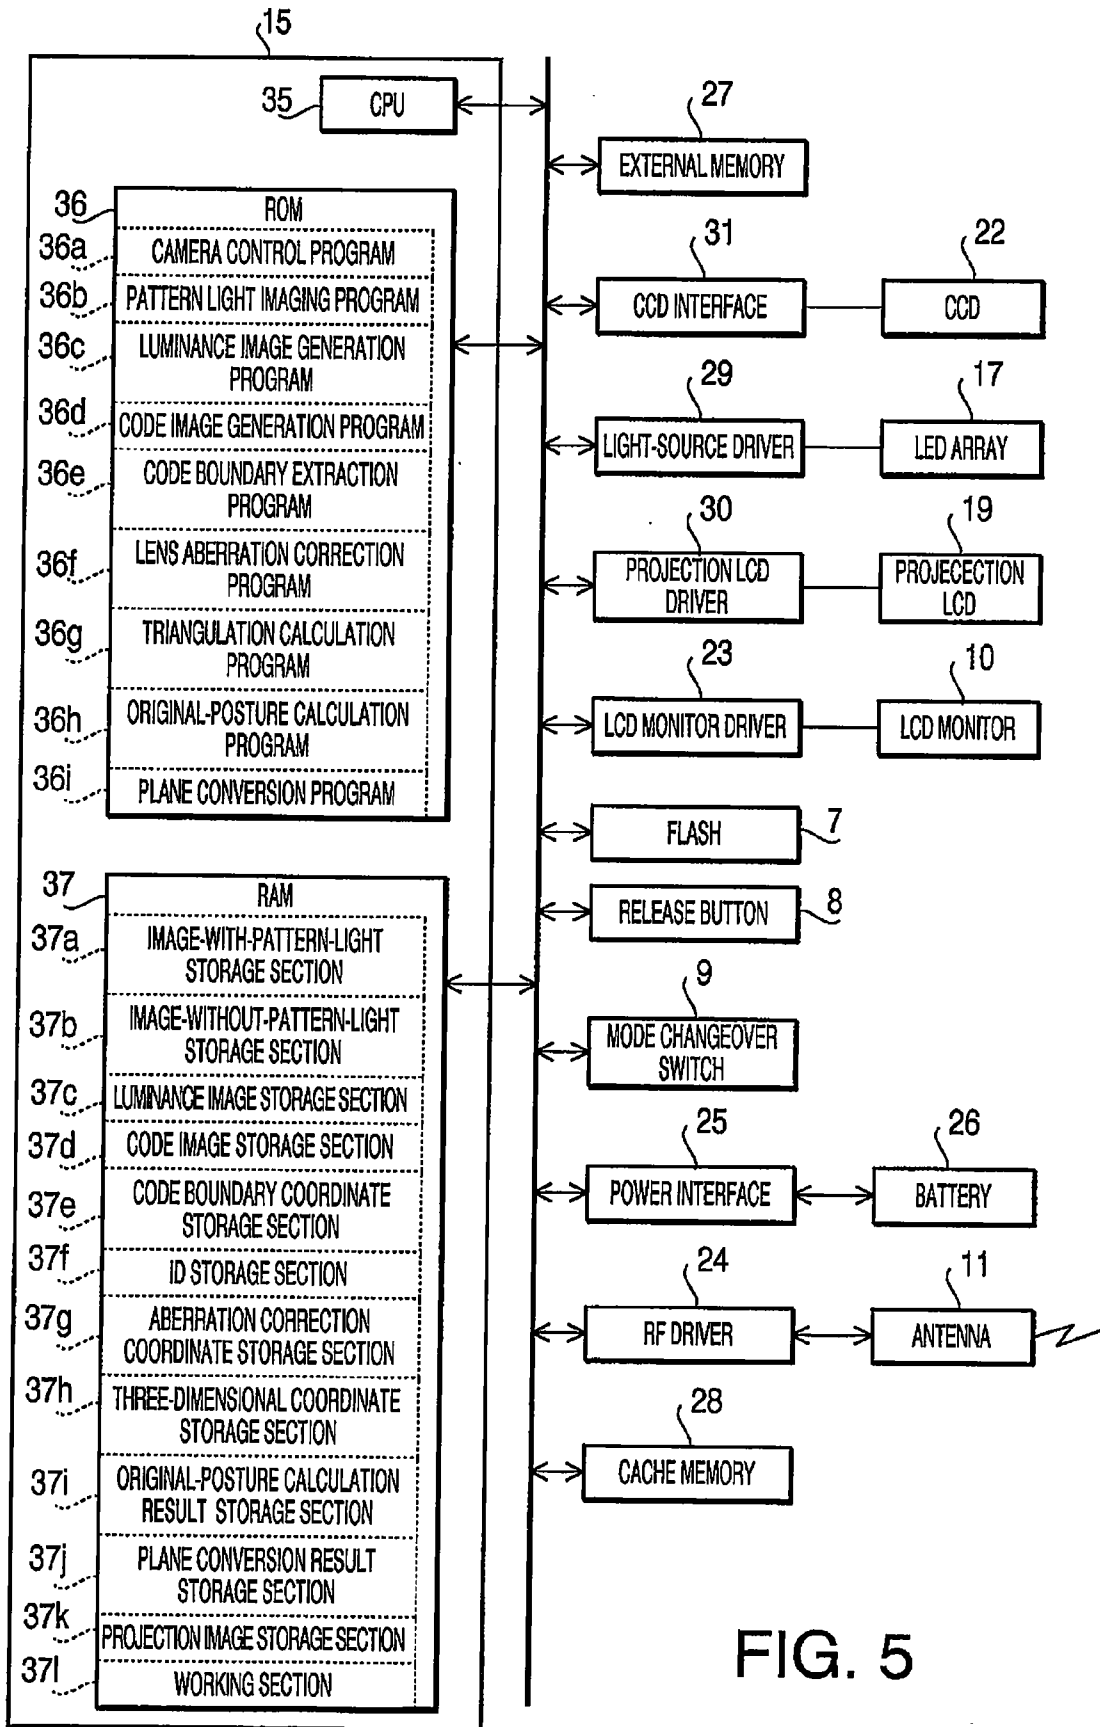 15
35
CPU
36
ROM
36a
CAMERA CONTROL PROGRAM
36b
PATTERN LIGHT IMAGING PROGRAM
36c
LUMINANCE IMAGE GENERATION
PROGRAM
36d
CODE IMAGE GENERATION PROGRAM
36e
CODE BOUNDARY EXTRACTION
PROGRAM
36f
LENS ABERRATION CORRECTION
PROGRAM
36g
TRIANGULATION CALCULATION
PROGRAM
36h
ORIGINAL-POSTURE CALCULATION
PROGRAM
36i
PLANE CONVERSION PROGRAM
37
RAM
37a
IMAGE-WITH-PATTERN-LIGHT
STORAGE SECTION
37b
IMAGE-WITHOUT-PATTERN-LIGHT
STORAGE SECTION
37c
LUMINANCE IMAGE STORAGE SECTION
37d
CODE IMAGE STORAGE SECTION
37e
CODE BOUNDARY COORDINATE
STORAGE SECTION
37f
ID STORAGE SECTION
37g
ABERRATION CORRECTION
COORDINATE STORAGE SECTION
37h
THREE-DIMENSIONAL COORDINATE
STORAGE SECTION
37i
ORIGINAL-POSTURE CALCULATION
RESULT STORAGE SECTION
37j
PLANE CONVERSION RESULT
STORAGE SECTION
37k
PROJECTION IMAGE STORAGE SECTION
37l
WORKING SECTION
27
EXTERNAL MEMORY
31
CCD INTERFACE
22
CCD
29
LIGHT-SOURCE DRIVER
17
LED ARRAY
30
PROJECTION LCD
DRIVER
19
PROJECECTION
LCD
23
LCD MONITOR DRIVER
10
LCD MONITOR
FLASH
7
RELEASE BUTTON
8
9
MODE CHANGEOVER
SWITCH
25
POWER INTERFACE
26
BATTERY
24
RF DRIVER
11
ANTENNA
28
CACHE MEMORY
FIG. 5